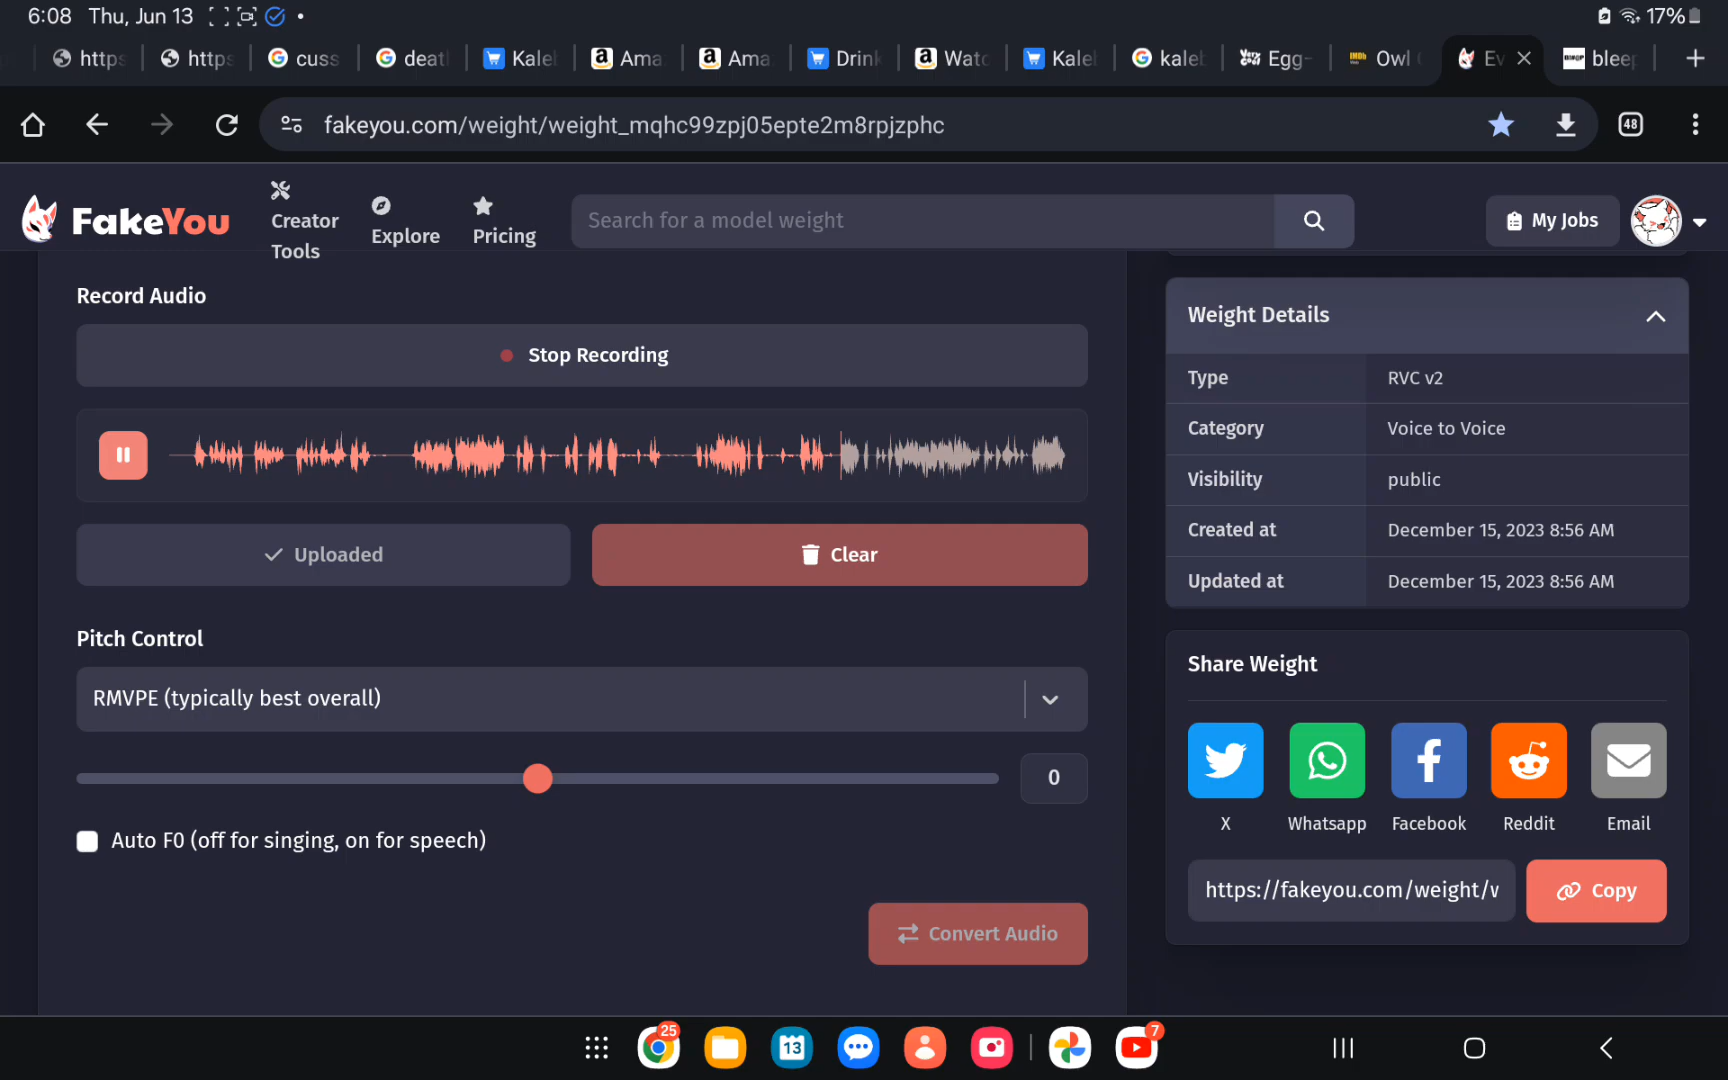 6:08 Thu, Jun 13 17%
https https cuss deat Kale Ama Ama Drin Watc Kale kale Egg- Owl Ev bleep
fakeyou.com/weight/weight_mqhc99zpj05epte2m8rpjzphc 48
FakeYou
Creator
Tools
Explore
Pricing
Search for a model weight
My Jobs
Record Audio
Stop Recording
Uploaded
Clear
Pitch Control
RMVPE (typically best overall)
0
Auto F0 (off for singing, on for speech)
Convert Audio
Weight Details
Type RVC v2
Category Voice to Voice
Visibility public
Created at December 15, 2023 8:56 AM
Updated at December 15, 2023 8:56 AM
Share Weight
X Whatsapp Facebook Reddit Email
https://fakeyou.com/weight/v Copy
25 13 7